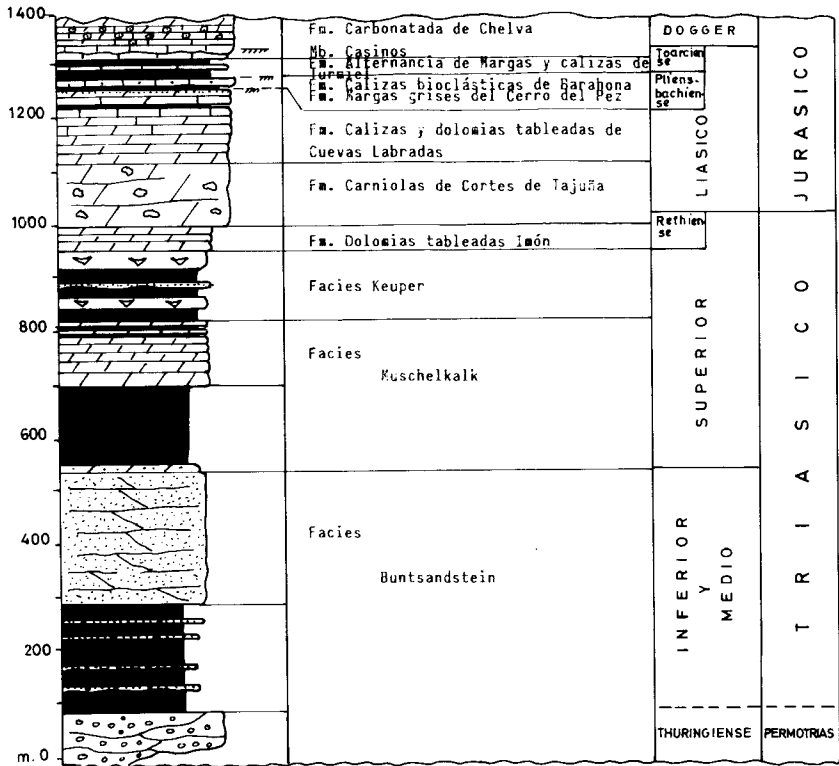 1400
1200
1000
800
600
400
200
m. 0
Fm. Carbonatada de Chelva
Mb. Casinos
Fm. Alternancia de Margas y calizas de
Turmiel
Fm. Calizas bioclásticas de Barahona
Fm. Margas grises del Cerro del Pez
Fm. Calizas y dolomias tableadas de
Cuevas Labradas
Fm. Carniolas de Cortes de Tajuña
Fm. Dolomias tableadas Imón
Facies Keuper
Facies
Muschelkalk
Facies
Buntsandstein
DOGGER
Toarcien
se
Pliens-
bachien-
se
LIASICO
Rethien-
se
SUPERIOR
INFERIOR
Y
MEDIO
THURINGIENSE
JURASICO
TRIASICO
PERMOTRIAS